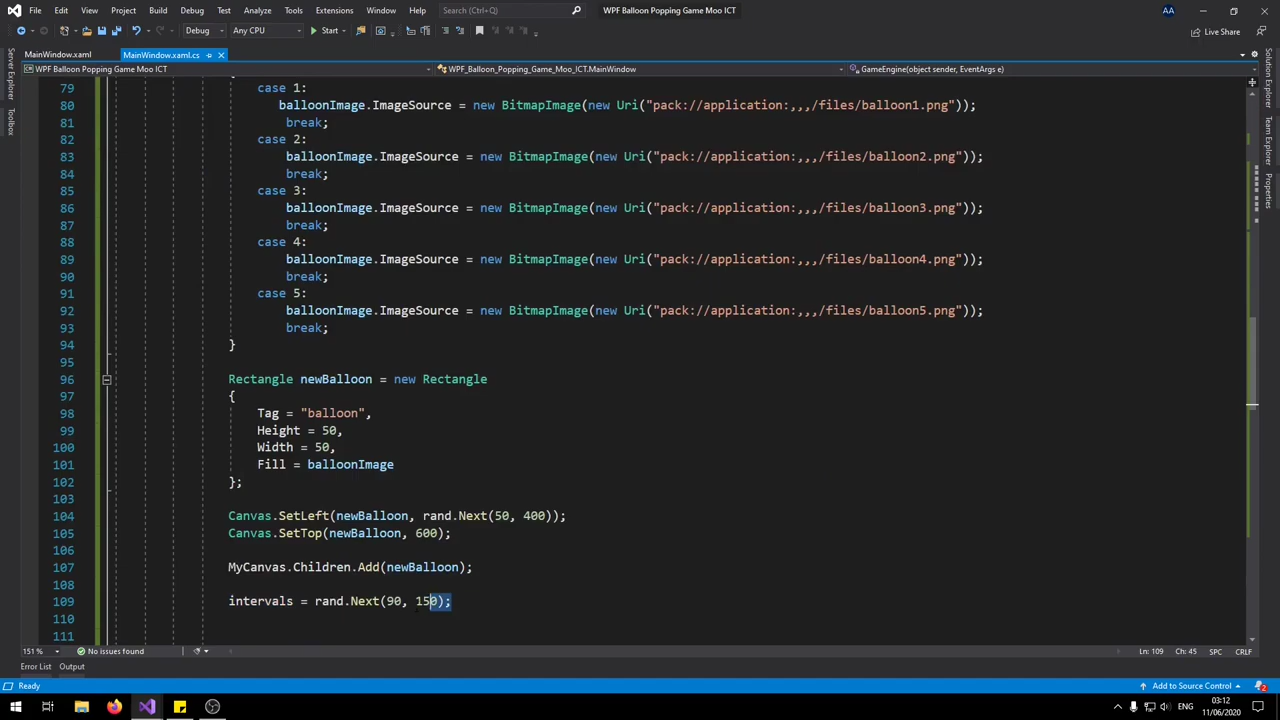 File Edit View Project Build Debug Test Analyze Tools Extensions Window Help Search (Ctrl+Q) WPF Balloon Popping Game Moo ICT AA
Debug Any CPU Start Live Share
MainWindow.xaml MainWindow.xaml.cs
WPF Balloon Popping Game Moo ICT WPF_Balloon_Popping_Game_Moo_ICT.MainWindow GameEngine(object sender, EventArgs e)
Server Explorer
Toolbox
Solution Explorer
Team Explorer
Properties
79 case 1:
80 balloonImage.ImageSource = new BitmapImage(new Uri("pack://application:,,,/files/balloon1.png"));
81 break;
82 case 2:
83 balloonImage.ImageSource = new BitmapImage(new Uri("pack://application:,,,/files/balloon2.png"));
84 break;
85 case 3:
86 balloonImage.ImageSource = new BitmapImage(new Uri("pack://application:,,,/files/balloon3.png"));
87 break;
88 case 4:
89 balloonImage.ImageSource = new BitmapImage(new Uri("pack://application:,,,/files/balloon4.png"));
90 break;
91 case 5:
92 balloonImage.ImageSource = new BitmapImage(new Uri("pack://application:,,,/files/balloon5.png"));
93 break;
94 }
95
96 Rectangle newBalloon = new Rectangle
97 {
98 Tag = "balloon",
99 Height = 50,
100 Width = 50,
101 Fill = balloonImage
102 };
103
104 Canvas.SetLeft(newBalloon, rand.Next(50, 400));
105 Canvas.SetTop(newBalloon, 600);
106
107 MyCanvas.Children.Add(newBalloon);
108
109 intervals = rand.Next(90, 150);
110
111
151 % No issues found Ln: 109 Ch: 45 SPC CRLF
Error List Output
Ready Add to Source Control 2
ENG 03:12
11/06/2020